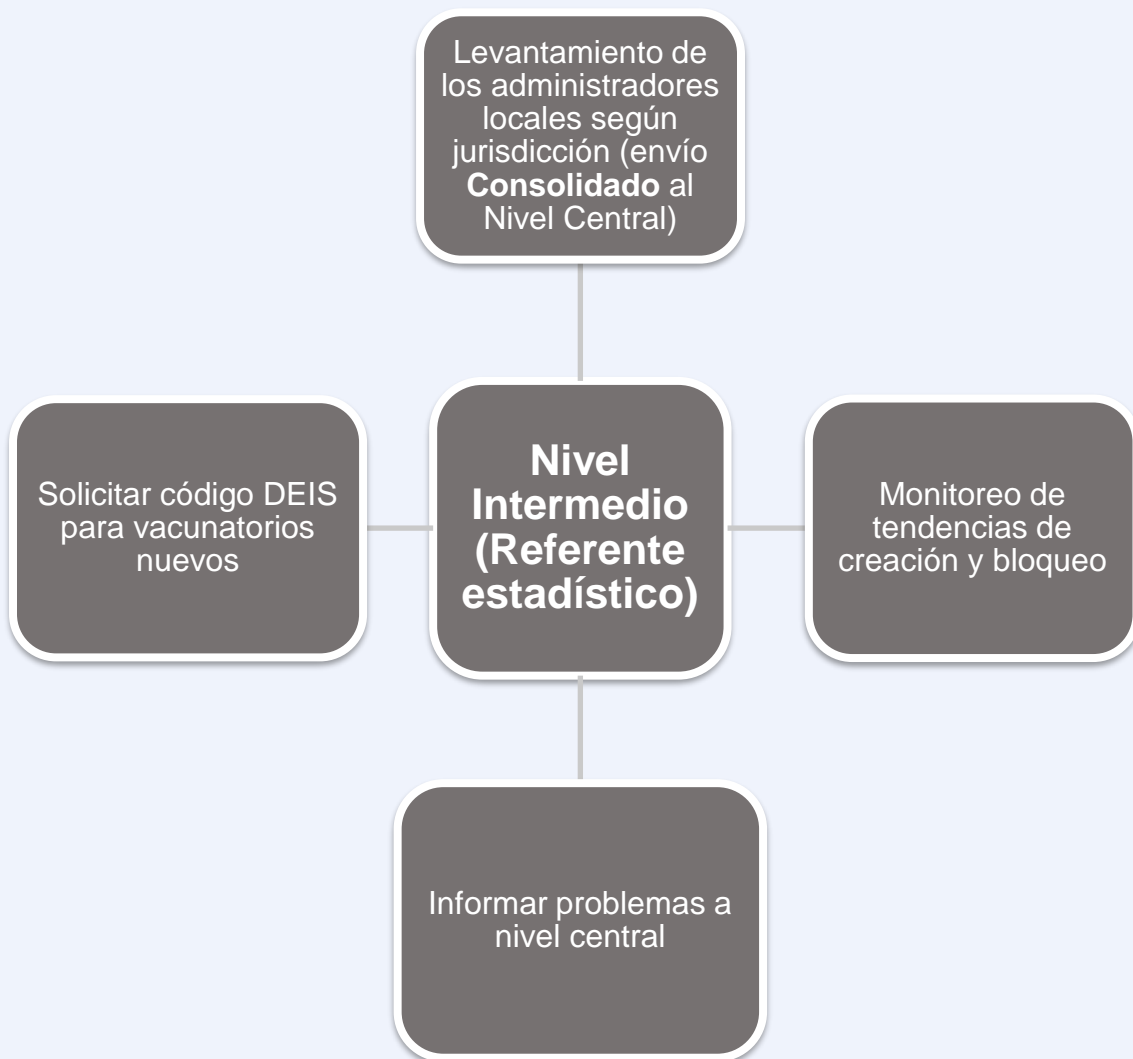 Levantamiento de
los administradores
locales según
jurisdicción (envío
Consolidado al
Nivel Central)
Solicitar código DEIS
para vacunatorios
nuevos
Nivel
Intermedio
(Referente
estadístico)
Monitoreo de
tendencias de
creación y bloqueo
Informar problemas a
nivel central